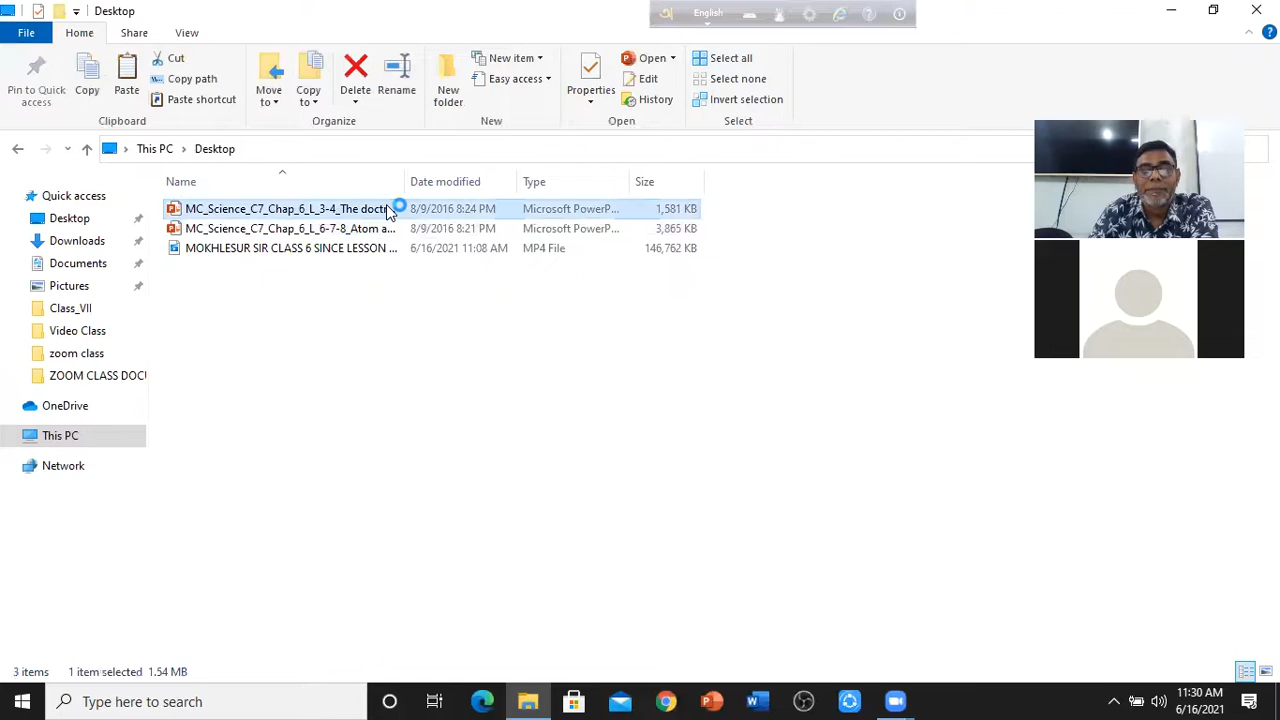 Desktop
অ English
File Home Share View
Pin to Quick access
Copy
Paste
Cut
Copy path
Paste shortcut
Clipboard
Move to
Copy to
Delete
Rename
Organize
New folder
New item
Easy access
New
Properties
Open
Edit
History
Open
Select all
Select none
Invert selection
Select
This PC Desktop
Name Date modified Type Size
MC_Science_C7_Chap_6_L_3-4_The doctr 8/9/2016 8:24 PM Microsoft PowerP... 1,581 KB
MC_Science_C7_Chap_6_L_6-7-8_Atom a... 8/9/2016 8:21 PM Microsoft PowerP... 3,865 KB
MOKHLESUR SIR CLASS 6 SINCE LESSON ... 6/16/2021 11:08 AM MP4 File 146,762 KB
Quick access
Desktop
Downloads
Documents
Pictures
Class_VII
Video Class
zoom class
ZOOM CLASS DOCU
OneDrive
This PC
Network
3 items 1 item selected 1.54 MB
Type here to search
11:30 AM
6/16/2021